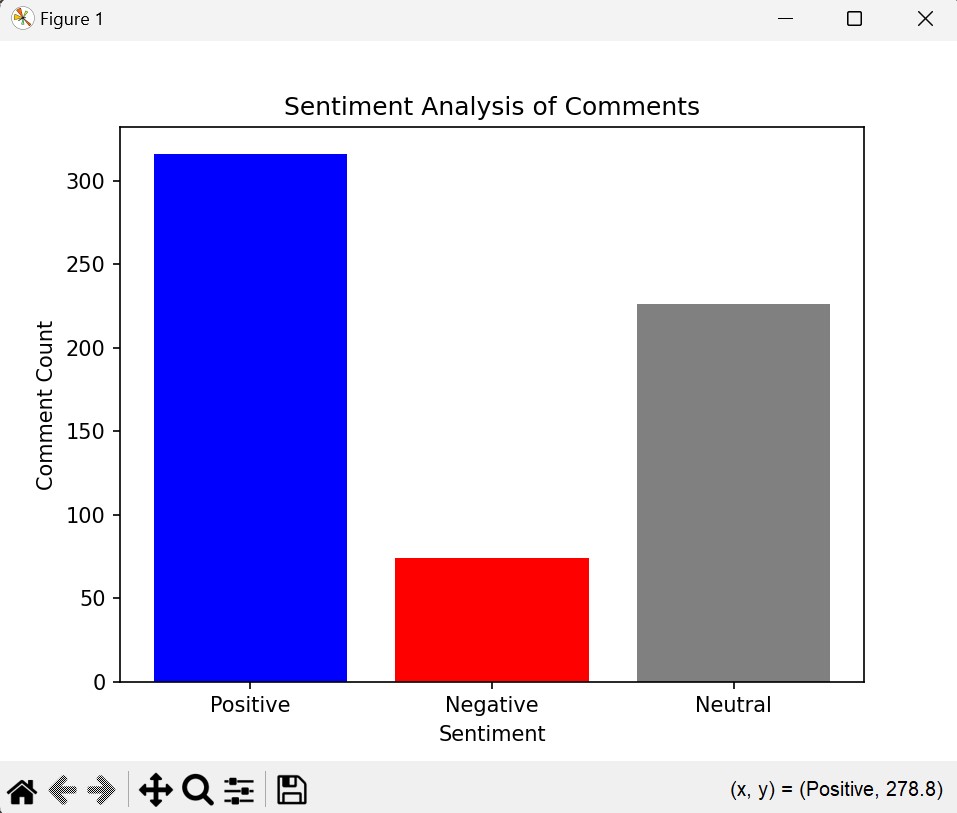 Figure 1
Sentiment Analysis of Comments
Comment Count
300
250
200
150
100
50
0
Positive
Negative
Neutral
Sentiment
(x, y) = (Positive, 278.8)